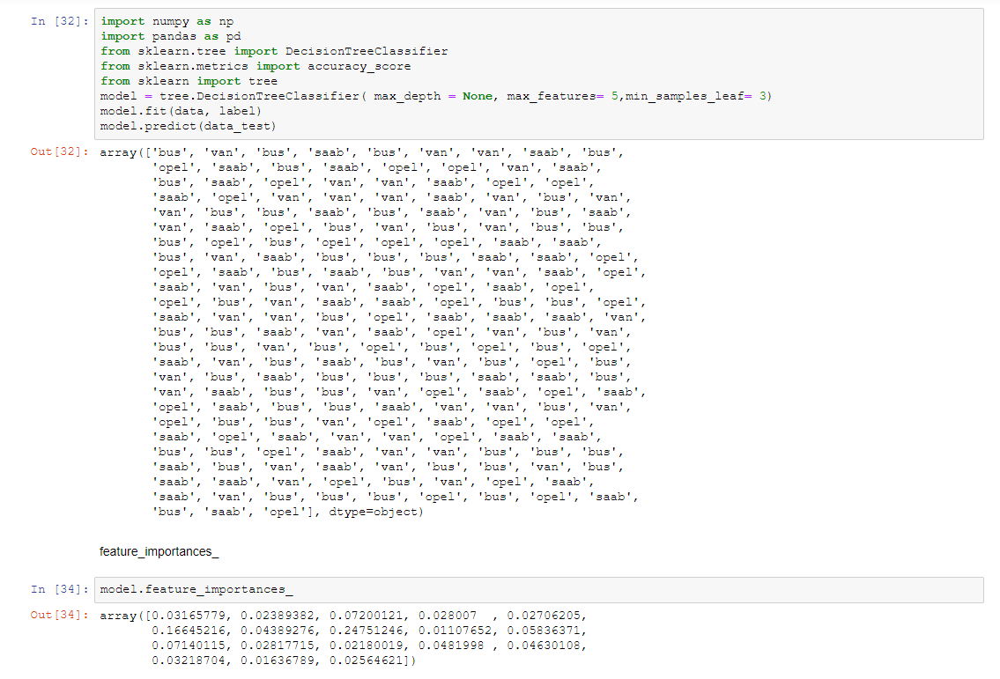 In [32]: import numpy as np
import pandas as pd
from sklearn.tree import DecisionTreeClassifier
from sklearn.metrics import accuracy_score
from sklearn import tree
model = tree.DecisionTreeClassifier( max_depth = None, max_features= 5,min_samples_leaf= 3)
model.fit(data, label)
model.predict(data_test)
Out[32]: array(['bus', 'van', 'bus', 'saab', 'bus', 'van', 'van', 'saab', 'bus',
'opel', 'saab', 'bus', 'saab', 'opel', 'opel', 'van', 'saab',
'bus', 'saab', 'opel', 'van', 'van', 'saab', 'opel', 'opel',
'saab', 'opel', 'van', 'van', 'van', 'saab', 'van', 'bus', 'van',
'van', 'bus', 'bus', 'saab', 'bus', 'saab', 'van', 'bus', 'saab',
'van', 'saab', 'opel', 'bus', 'van', 'bus', 'van', 'bus', 'bus',
'bus', 'opel', 'bus', 'opel', 'opel', 'opel', 'saab', 'saab',
'bus', 'van', 'saab', 'bus', 'bus', 'bus', 'saab', 'saab', 'opel',
'opel', 'saab', 'bus', 'saab', 'bus', 'van', 'van', 'saab', 'opel',
'saab', 'van', 'bus', 'van', 'saab', 'opel', 'saab', 'opel',
'opel', 'bus', 'van', 'saab', 'saab', 'opel', 'bus', 'bus', 'opel',
'saab', 'van', 'van', 'bus', 'opel', 'saab', 'saab', 'saab', 'van',
'bus', 'bus', 'saab', 'van', 'saab', 'opel', 'van', 'bus', 'van',
'bus', 'bus', 'van', 'bus', 'opel', 'bus', 'opel', 'bus', 'opel',
'saab', 'van', 'bus', 'saab', 'bus', 'van', 'bus', 'opel', 'bus',
'van', 'bus', 'saab', 'bus', 'bus', 'bus', 'saab', 'saab', 'bus',
'van', 'saab', 'bus', 'bus', 'van', 'opel', 'saab', 'opel', 'saab',
'opel', 'saab', 'bus', 'bus', 'saab', 'van', 'van', 'bus', 'van',
'opel', 'bus', 'bus', 'van', 'opel', 'saab', 'opel', 'opel',
'saab', 'opel', 'saab', 'van', 'van', 'opel', 'saab', 'saab',
'bus', 'bus', 'opel', 'saab', 'van', 'van', 'bus', 'bus', 'bus',
'saab', 'bus', 'van', 'saab', 'van', 'bus', 'bus', 'van', 'bus',
'saab', 'saab', 'van', 'opel', 'bus', 'van', 'opel', 'saab',
'saab', 'van', 'bus', 'bus', 'bus', 'opel', 'bus', 'opel', 'saab',
'bus', 'saab', 'opel'], dtype=object)
feature_importances_
In [34]: model.feature_importances_
Out[34]: array([0.03165779, 0.02389382, 0.07200121, 0.028007  , 0.02706205,
0.16645216, 0.04389276, 0.24751246, 0.01107652, 0.05836371,
0.07140115, 0.02817715, 0.02180019, 0.0481998 , 0.04630108,
0.03218704, 0.01636789, 0.02564621])